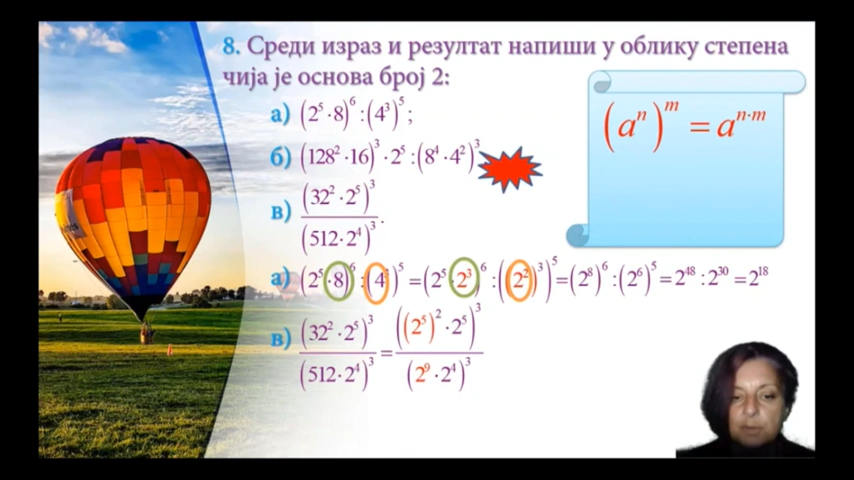 8. Среди израз и резултат напиши у облику степена
чија је основа број 2:
а) (2⁵·8)⁶:(4³)⁵;
б) (128²·16)³·2⁵:(8⁴·4²)³
в) (32²·2⁵)³/(512·2⁴)³.
(aⁿ)ᵐ = aⁿ·ᵐ
а) (2⁵·8)⁶:(4³)⁵=(2⁵·2³)⁶:((2²)³)⁵=(2⁸)⁶:(2⁶)⁵=2⁴⁸:2³⁰=2¹⁸
в) (32²·2⁵)³/(512·2⁴)³=((2⁵)²·2⁵)³/(2⁹·2⁴)³